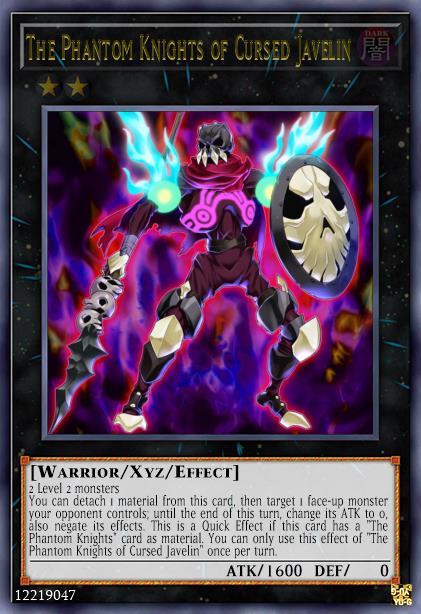 The Phantom Knights of Cursed Javelin
DARK
闇
[Warrior/Xyz/Effect]
2 Level 2 monsters
You can detach 1 material from this card, then target 1 face-up monster
your opponent controls; until the end of this turn, change its ATK to 0,
also negate its effects. This is a Quick Effect if this card has a "The
Phantom Knights" card as material. You can only use this effect of "The
Phantom Knights of Cursed Javelin" once per turn.
ATK/1600 DEF/ 0
12219047